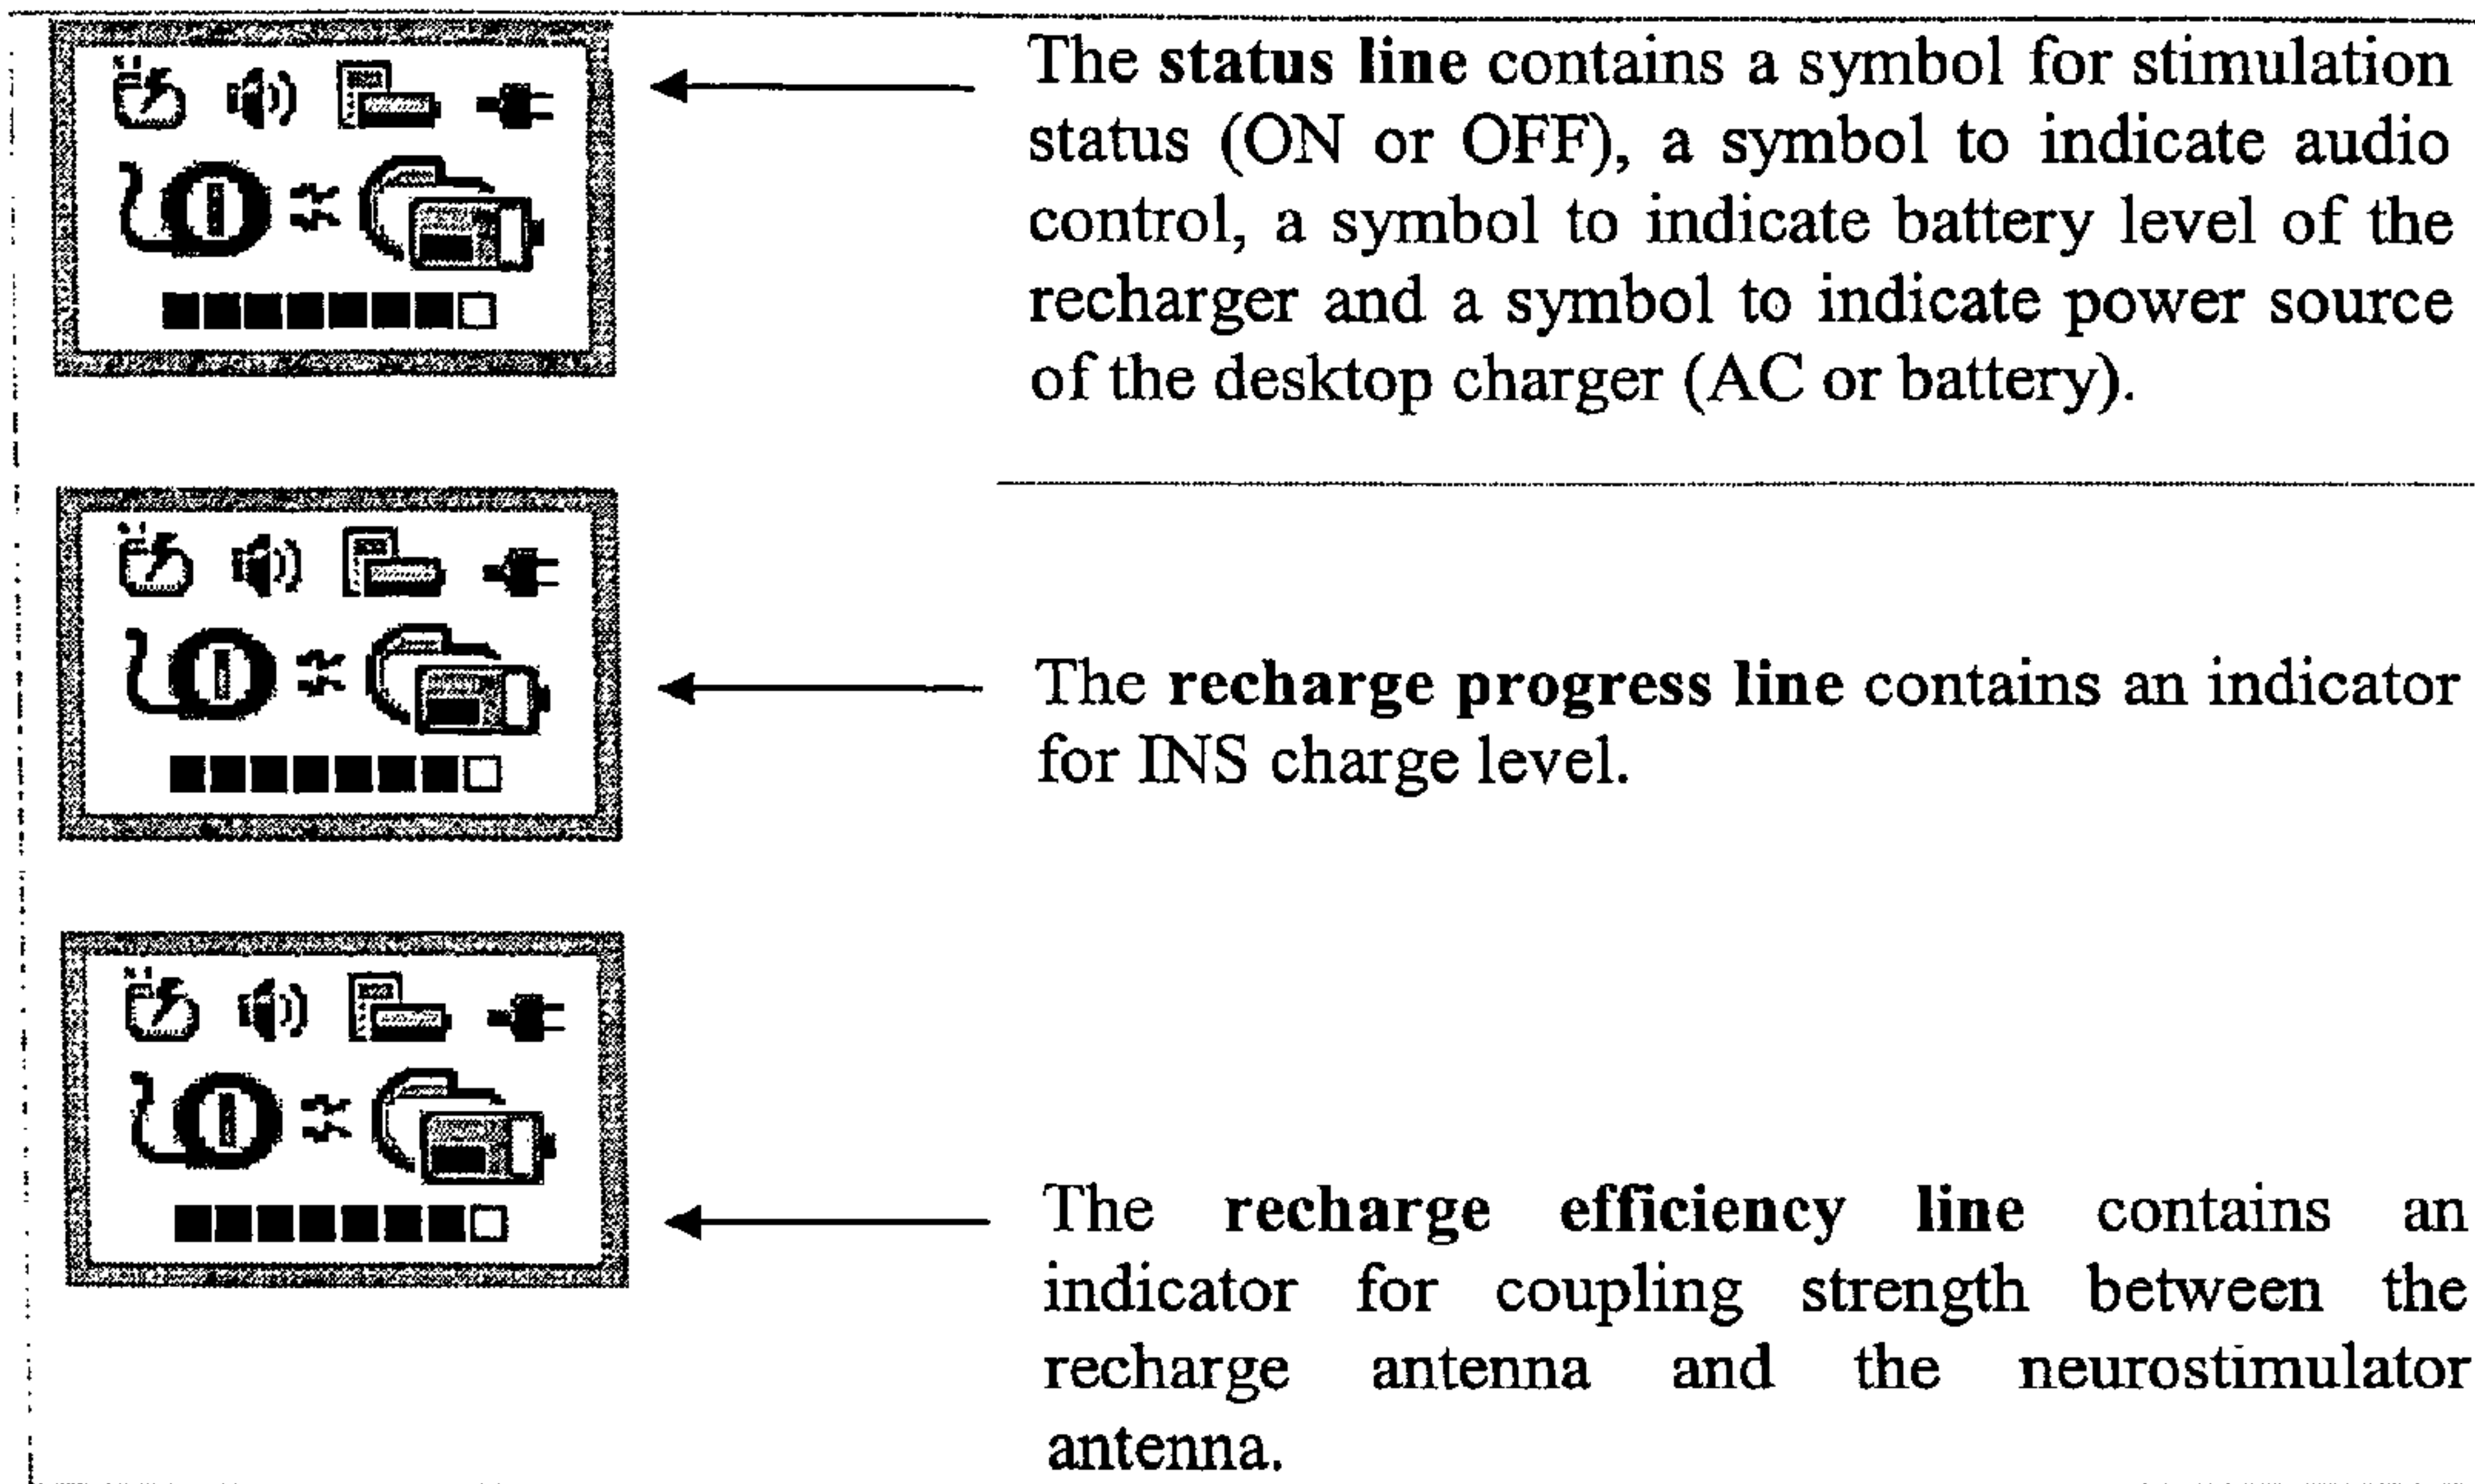 The status line contains a symbol for stimulation
status (ON or OFF), a symbol to indicate audio
control, a symbol to indicate battery level of the
recharger and a symbol to indicate power source
of the desktop charger (AC or battery).
The recharge progress line contains an indicator
for INS charge level.
The recharge efficiency line contains an
indicator for coupling strength between the
recharge antenna and the neurostimulator
antenna.